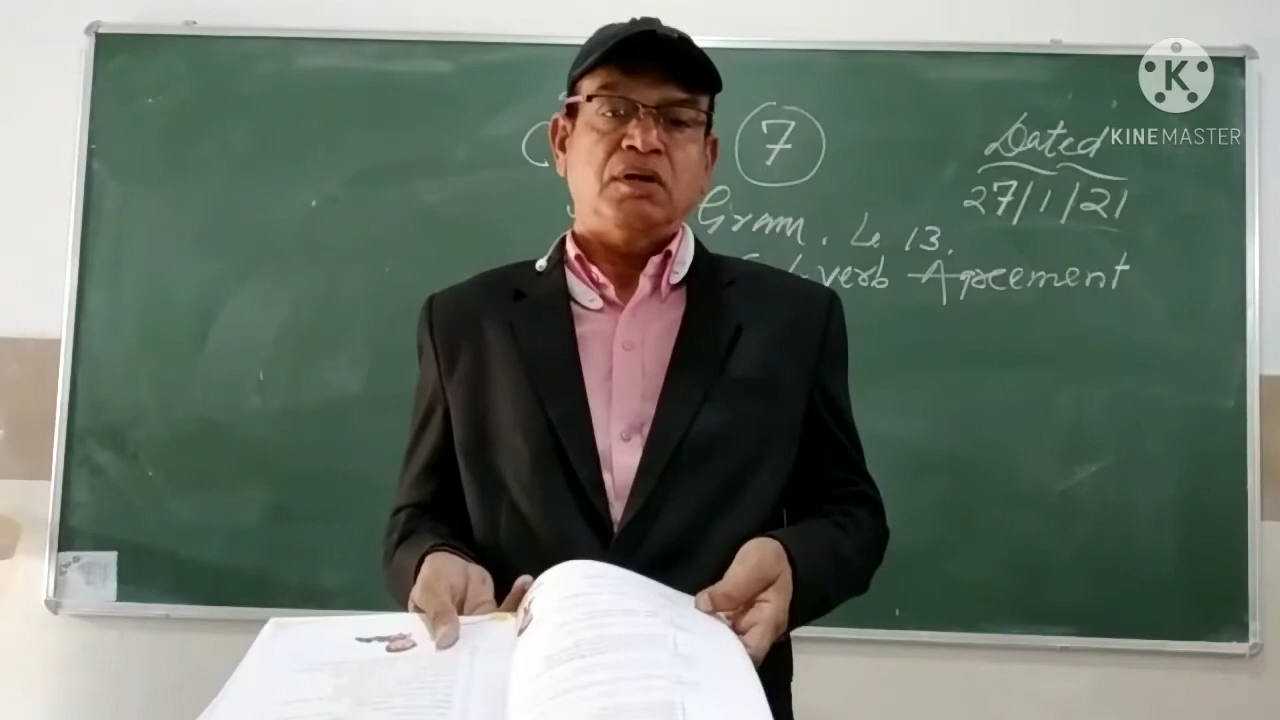 7
Dated
27/1/21
KINEMASTER
K
Gram. Le 13.
verb Agreement